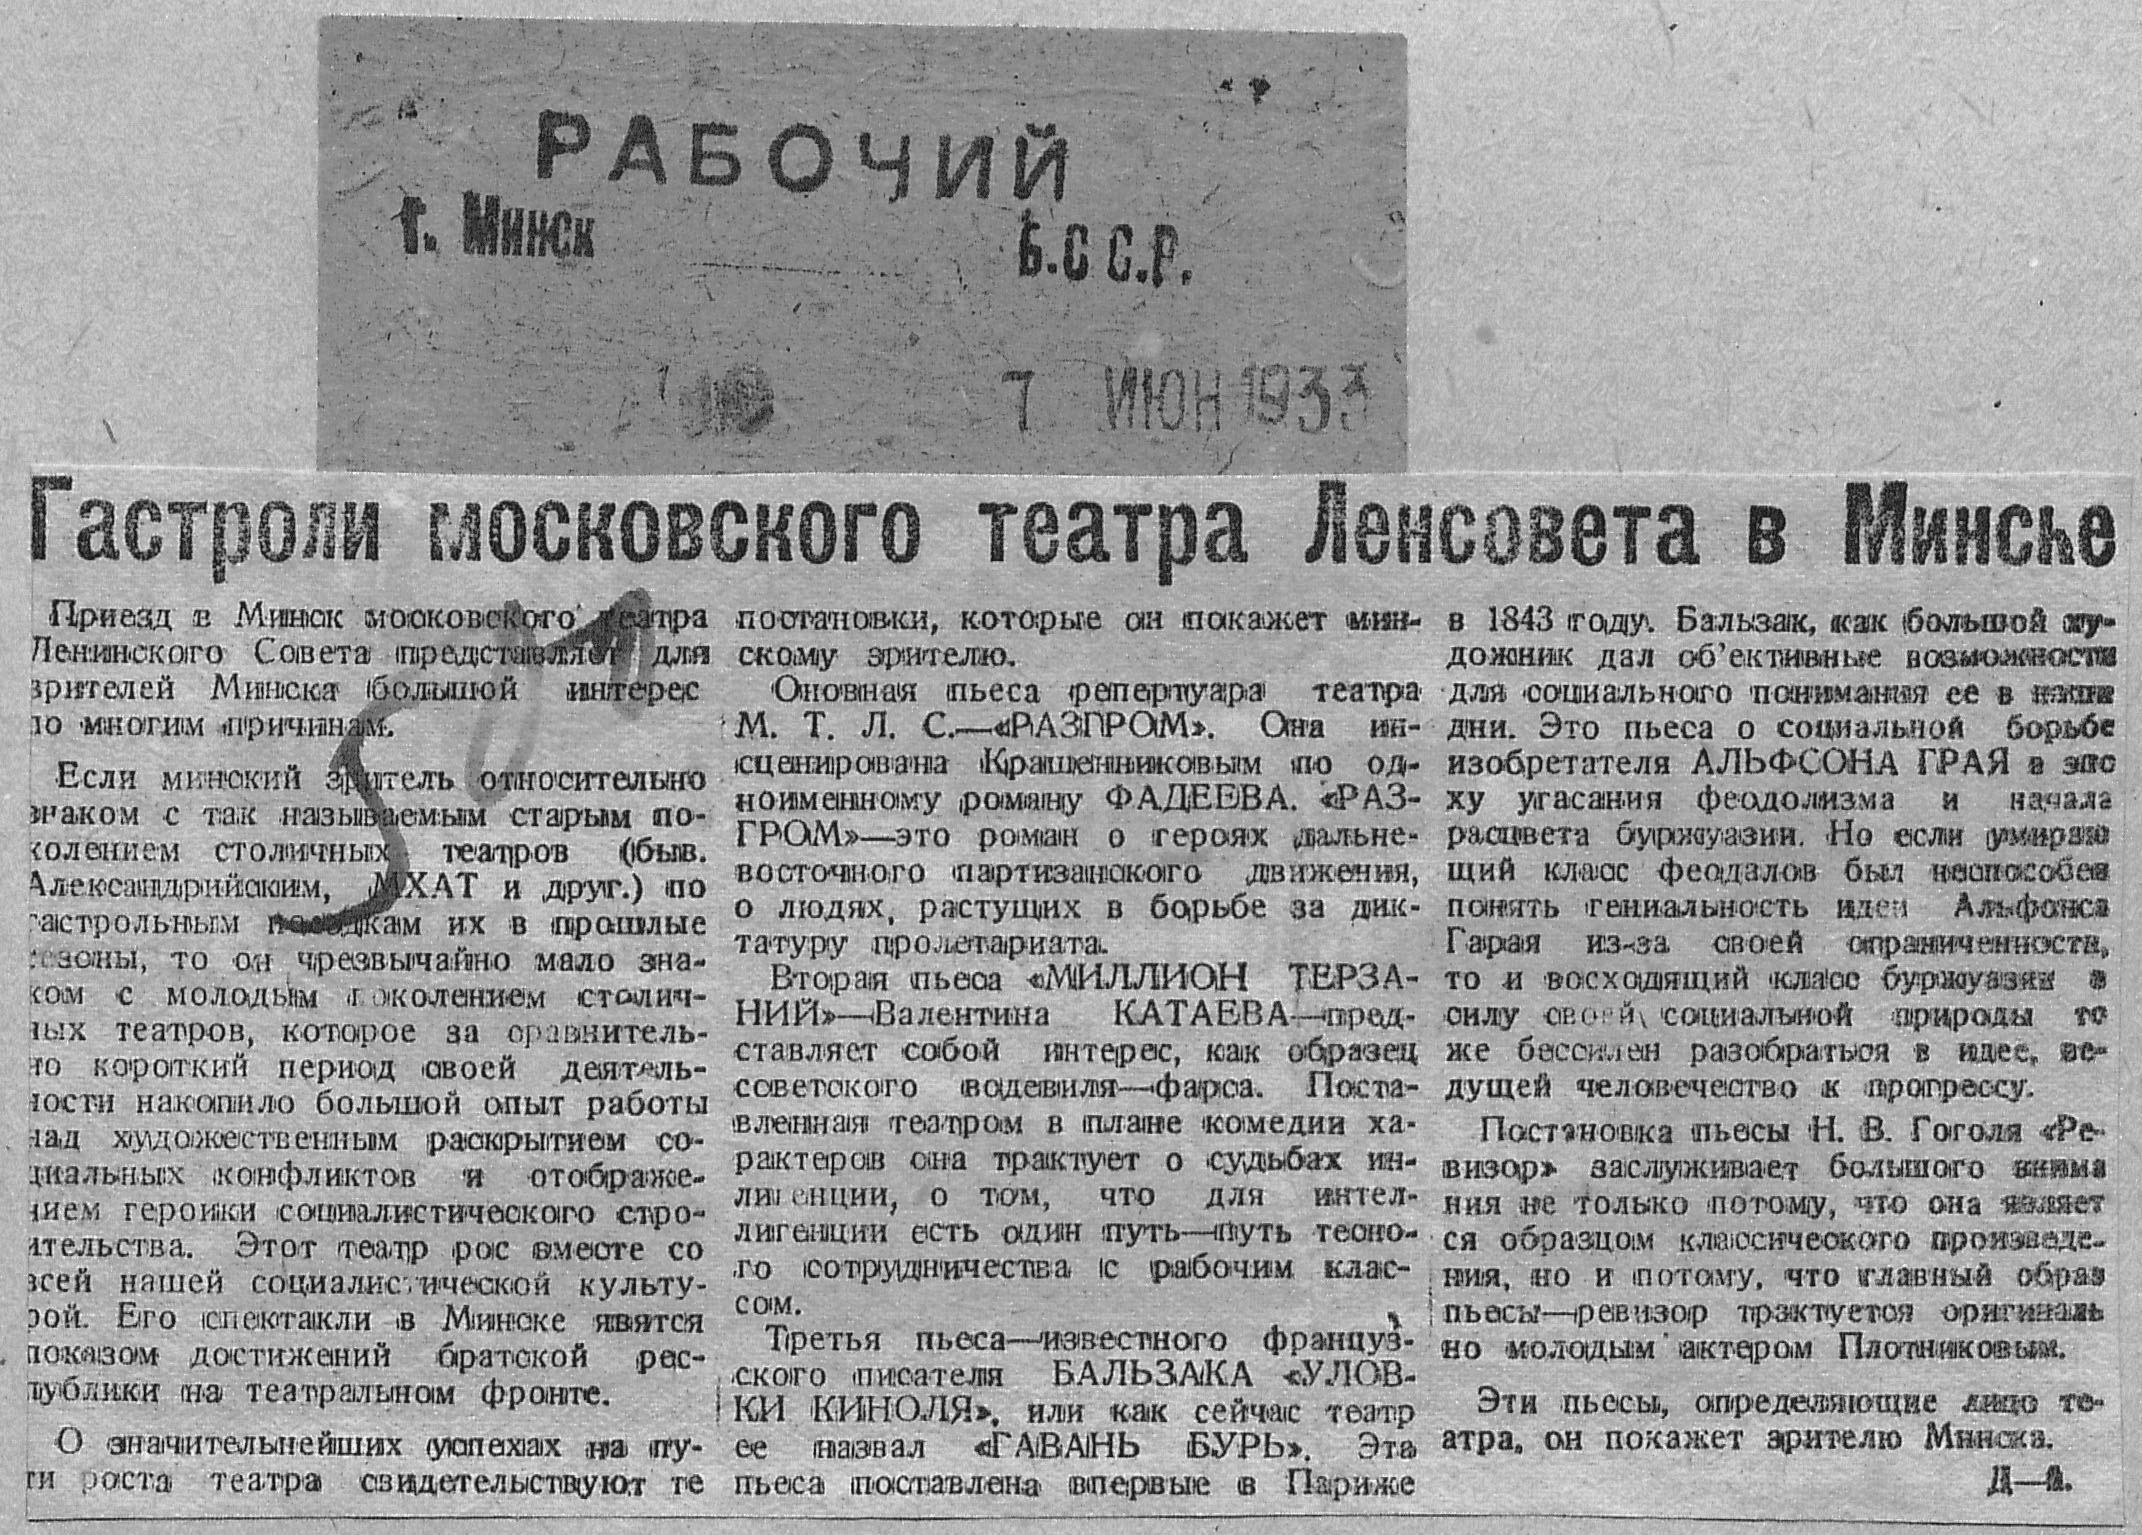 РАБОЧИЙ
г. Минск Б.С С.Р.
7 ИЮН 1933
Гастроли московского театра Ленсовета в Минске
Приезд в Минск московского театра
Ленинского Совета представляет для
зрителей Минска большой интерес
по многим причинам.
Если минский зритель относительно
знаком с так называемым старым по-
колением столичных театров (быв.
Александрийским, МХАТ и друг.) по
гастрольным поездкам их в прошлые
сезоны, то он чрезвычайно мало зна-
ком с молодым поколением столич-
ных театров, которое за сравнитель-
но короткий период своей деятель-
ности накопило большой опыт работы
над художественным раскрытием со-
циальных конфликтов и отображе-
нием героики социалистического стро-
ительства. Этот театр рос вместе со
всей нашей социалистической культу-
рой. Его спектакли в Минске явятся
показом достижений братской рес-
публики на театральном фронте.
О значительнейших успехах на пу-
ти роста театра свидетельствуют те
постановки, которые он покажет мин-
скому зрителю.
Оновная пьеса репертуара театра
М. Т. Л. С.—«РАЗПРОМ». Она ин-
сценирована Крашенниковым по од-
ноименному роману ФАДЕЕВА. «РАЗ-
ГРОМ»—это роман о героях дальне-
восточного партизанского движения,
о людях, растущих в борьбе за дик-
татуру пролетариата.
Вторая пьеса «МИЛЛИОН ТЕРЗА-
НИЙ»—Валентина КАТАЕВА—пред-
ставляет собой интерес, как образец
советского водевиля—фарса. Поста-
вленная театром в плане комедии ха-
рактеров она трактует о судьбах ин-
лигенции, о том, что для интел-
лигенции есть один путь—путь тесно-
го сотрудничества с рабочим клас-
сом.
Третья пьеса—известного француз-
ского писателя БАЛЬЗАКА «УЛОВ-
КИ КИНОЛЯ», или как сейчас театр
ее назвал «ГАВАНЬ БУРЬ». Эта
пьеса поставлена впервые в Париже
в 1843 году. Бальзак, как большой ху-
дожник дал об'ективные возможности
для социального понимания ее в наши
дни. Это пьеса о социальной борьбе
изобретателя АЛЬФСОНА ГРАЯ в эпо
ху угасания феодолизма и начала
расцвета буржуазии. Но если умираю
щий класс феодалов был неспособен
понять гениальность идеи Альфонса
Гарая из-за своей ограниченности,
то и восходящий класс буржуазии в
силу своей социальной природы то
же бессилен разобраться в идее, ве-
дущей человечество к прогрессу.
Постановка пьесы Н. В. Гоголя «Ре-
визор» заслуживает большого внима
ния не только потому, что она являет
ся образцом классического произведе-
ния, но и потому, что главный образ
пьесы—ревизор трактуется оригиналь
но молодым актером Плотниковым.
Эти пьесы, определяющие лицо те-
атра, он покажет зрителю Минска.
Д—а.